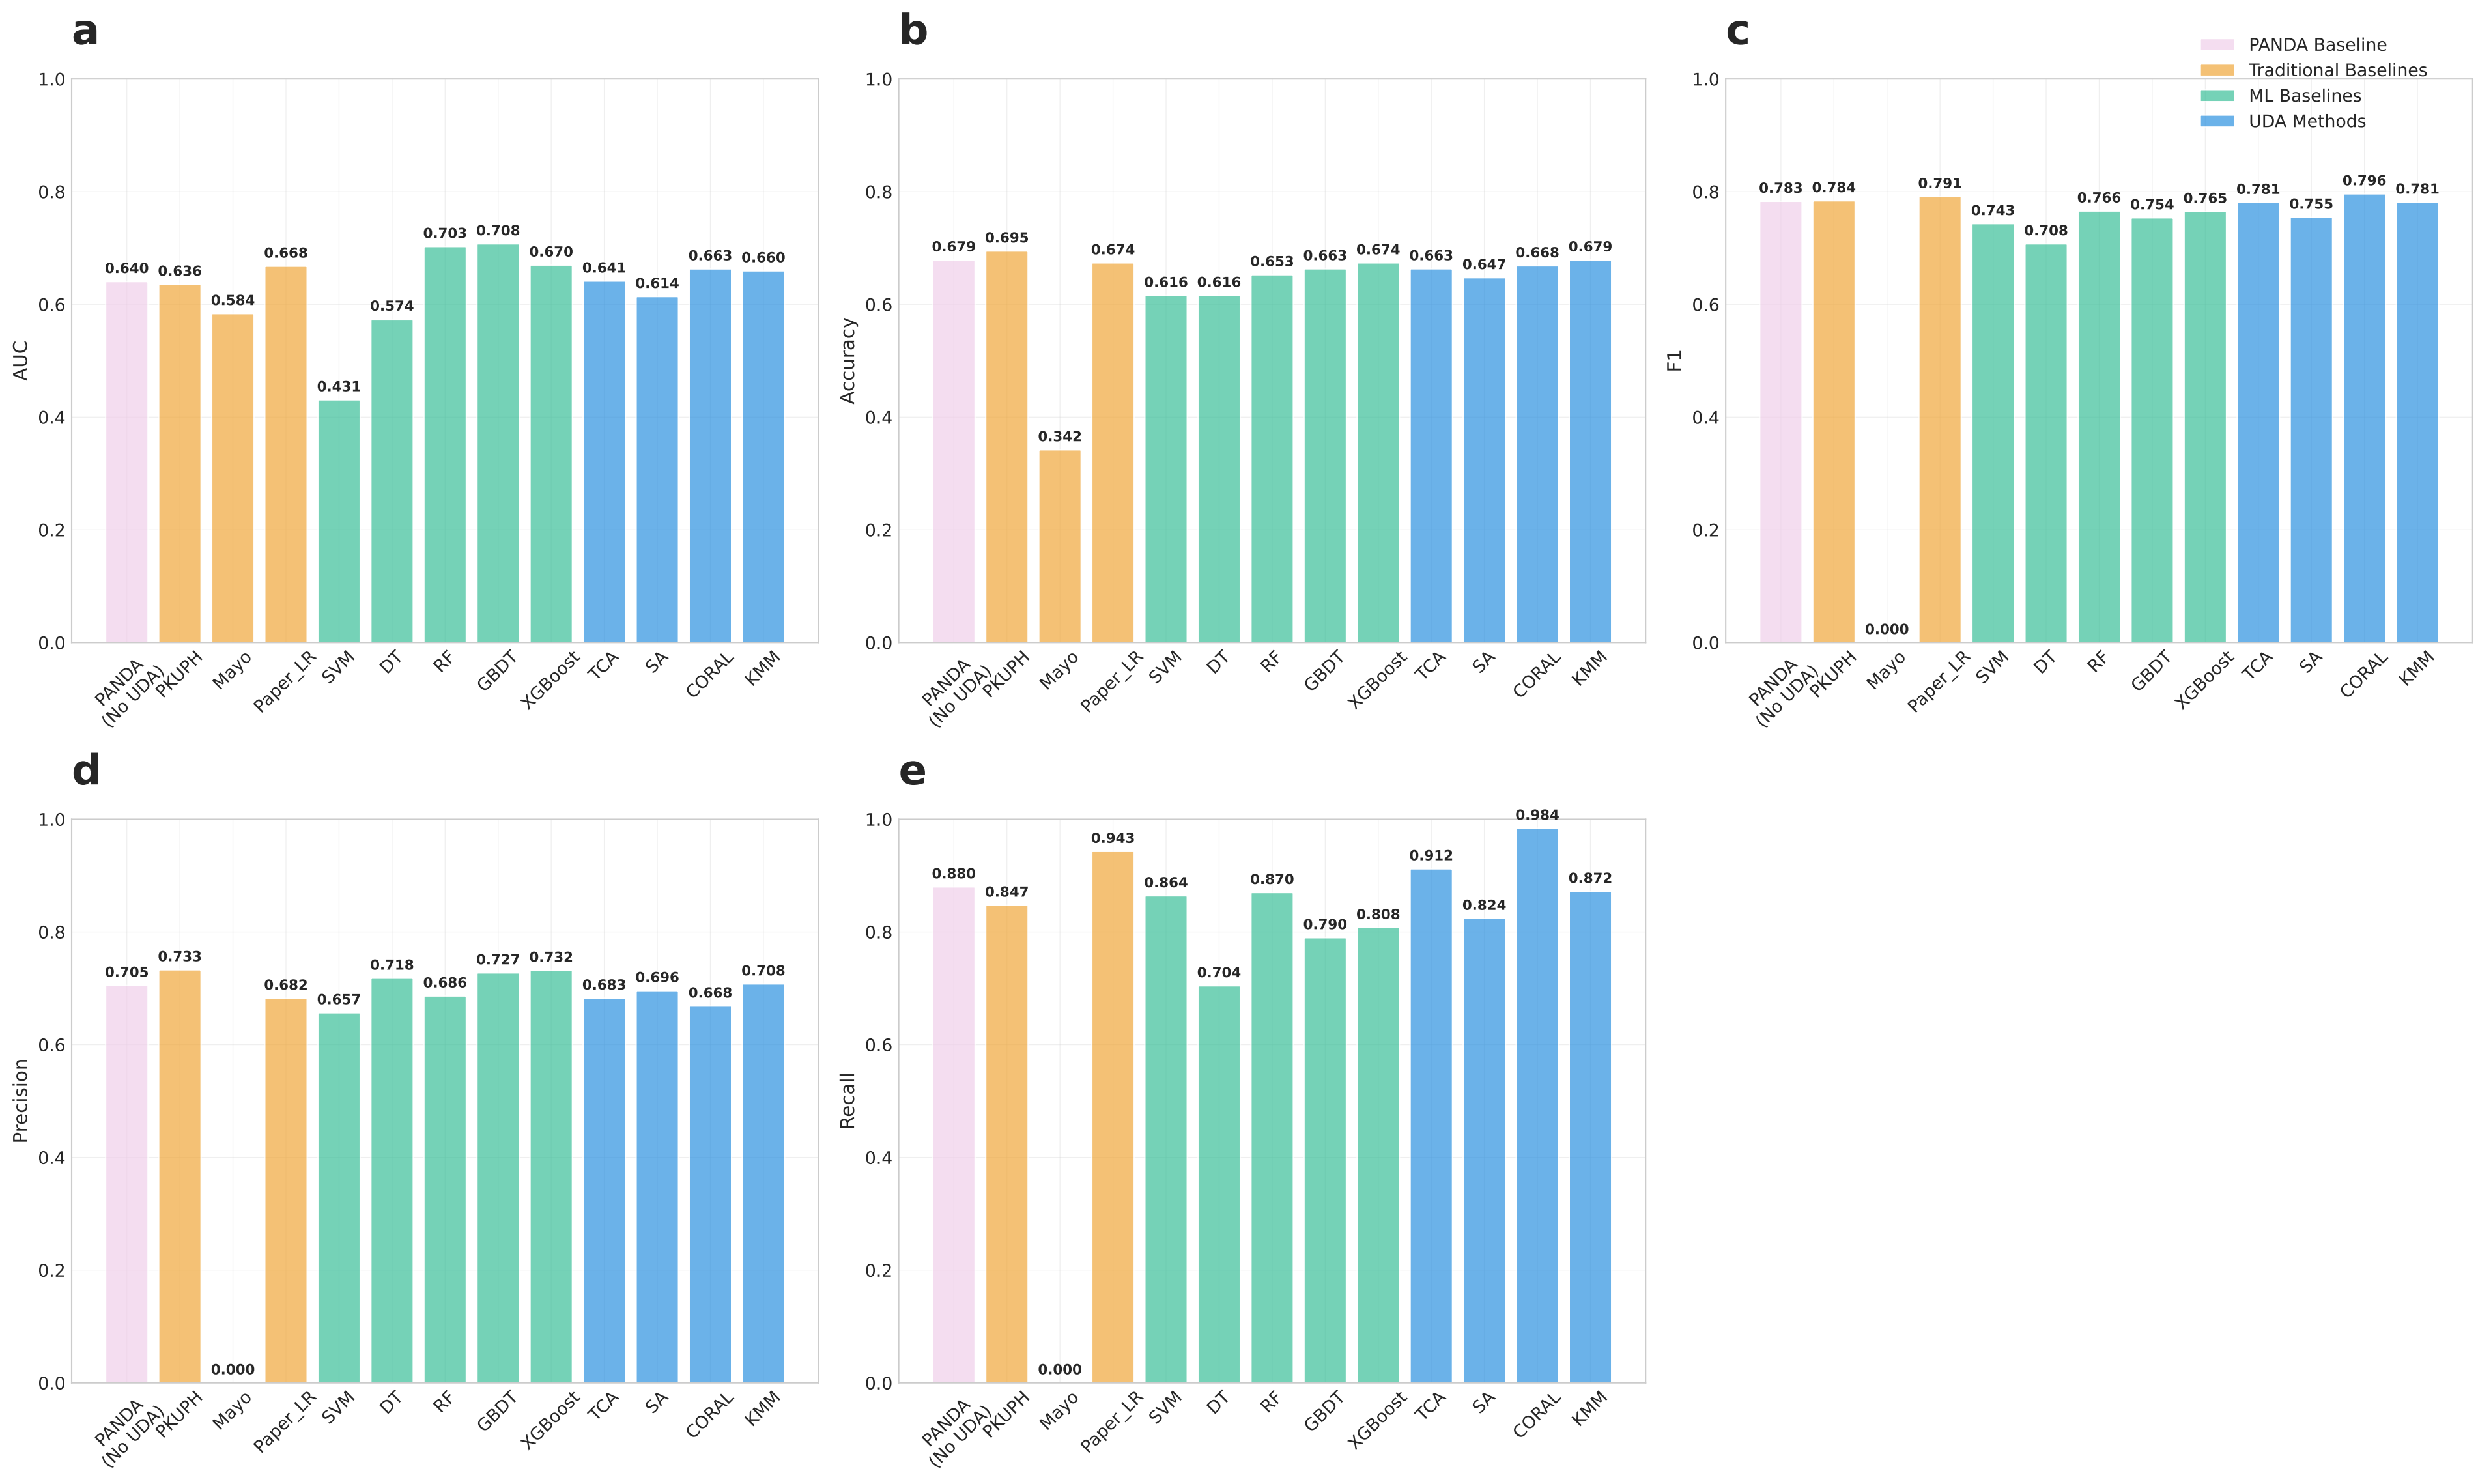 a
1.0
0.8
0.6
0.4
0.2
0.0
AUC
0.640
0.636
0.584
0.668
0.431
0.574
0.703
0.708
0.670
0.641
0.614
0.663
0.660
PANDA
(No UDA)
PKUPH
Mayo
Paper_LR
SVM
DT
RF
GBDT
XGBoost
TCA
SA
CORAL
KMM
b
1.0
0.8
0.6
0.4
0.2
0.0
Accuracy
0.679
0.695
0.342
0.674
0.616
0.616
0.653
0.663
0.674
0.663
0.647
0.668
0.679
PANDA
(No UDA)
PKUPH
Mayo
Paper_LR
SVM
DT
RF
GBDT
XGBoost
TCA
SA
CORAL
KMM
c
PANDA Baseline
Traditional Baselines
ML Baselines
UDA Methods
1.0
0.8
0.6
0.4
0.2
0.0
F1
0.783
0.784
0.000
0.791
0.743
0.708
0.766
0.754
0.765
0.781
0.755
0.796
0.781
PANDA
(No UDA)
PKUPH
Mayo
Paper_LR
SVM
DT
RF
GBDT
XGBoost
TCA
SA
CORAL
KMM
d
1.0
0.8
0.6
0.4
0.2
0.0
Precision
0.705
0.733
0.000
0.682
0.657
0.718
0.686
0.727
0.732
0.683
0.696
0.668
0.708
PANDA
(No UDA)
PKUPH
Mayo
Paper_LR
SVM
DT
RF
GBDT
XGBoost
TCA
SA
CORAL
KMM
e
1.0
0.8
0.6
0.4
0.2
0.0
Recall
0.880
0.847
0.000
0.943
0.864
0.704
0.870
0.790
0.808
0.912
0.824
0.984
0.872
PANDA
(No UDA)
PKUPH
Mayo
Paper_LR
SVM
DT
RF
GBDT
XGBoost
TCA
SA
CORAL
KMM